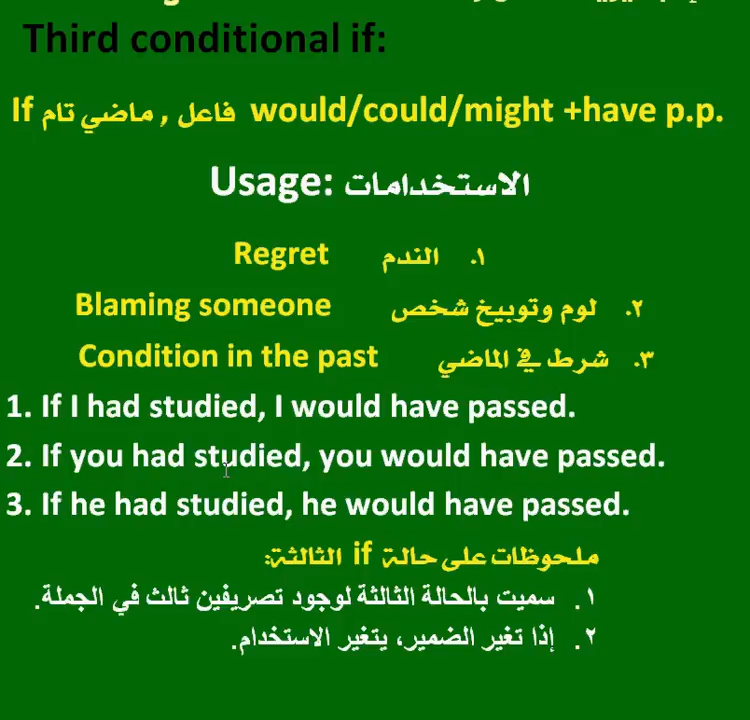 Third conditional if:
If فاعل , ماضي تام would/could/might +have p.p.
Usage: الاستخدامات
Regret الندم .١
Blaming someone لوم وتوبيخ شخص .٢
Condition in the past شرط في الماضي .٣
1. If I had studied, I would have passed.
2. If you had studied, you would have passed.
3. If he had studied, he would have passed.
ملحوظات على حالة if الثالثة:
١. سميت بالحالة الثالثة لوجود تصريفين ثالث في الجملة.
٢. إذا تغير الضمير، يتغير الاستخدام.